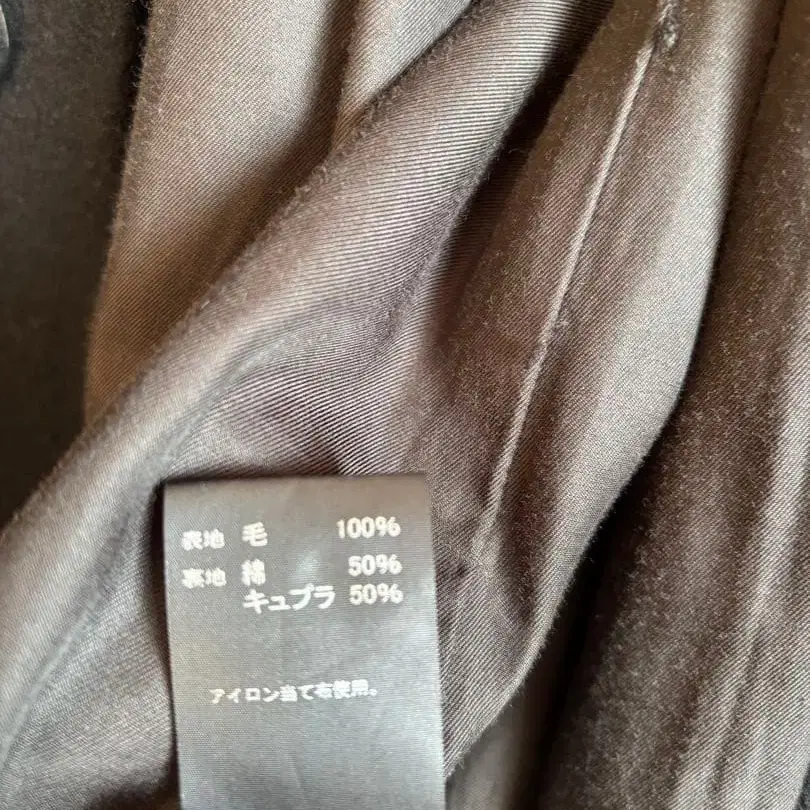 表地 毛 100%
裏地 綿 50%
キュプラ 50%
アイロン当て布使用。